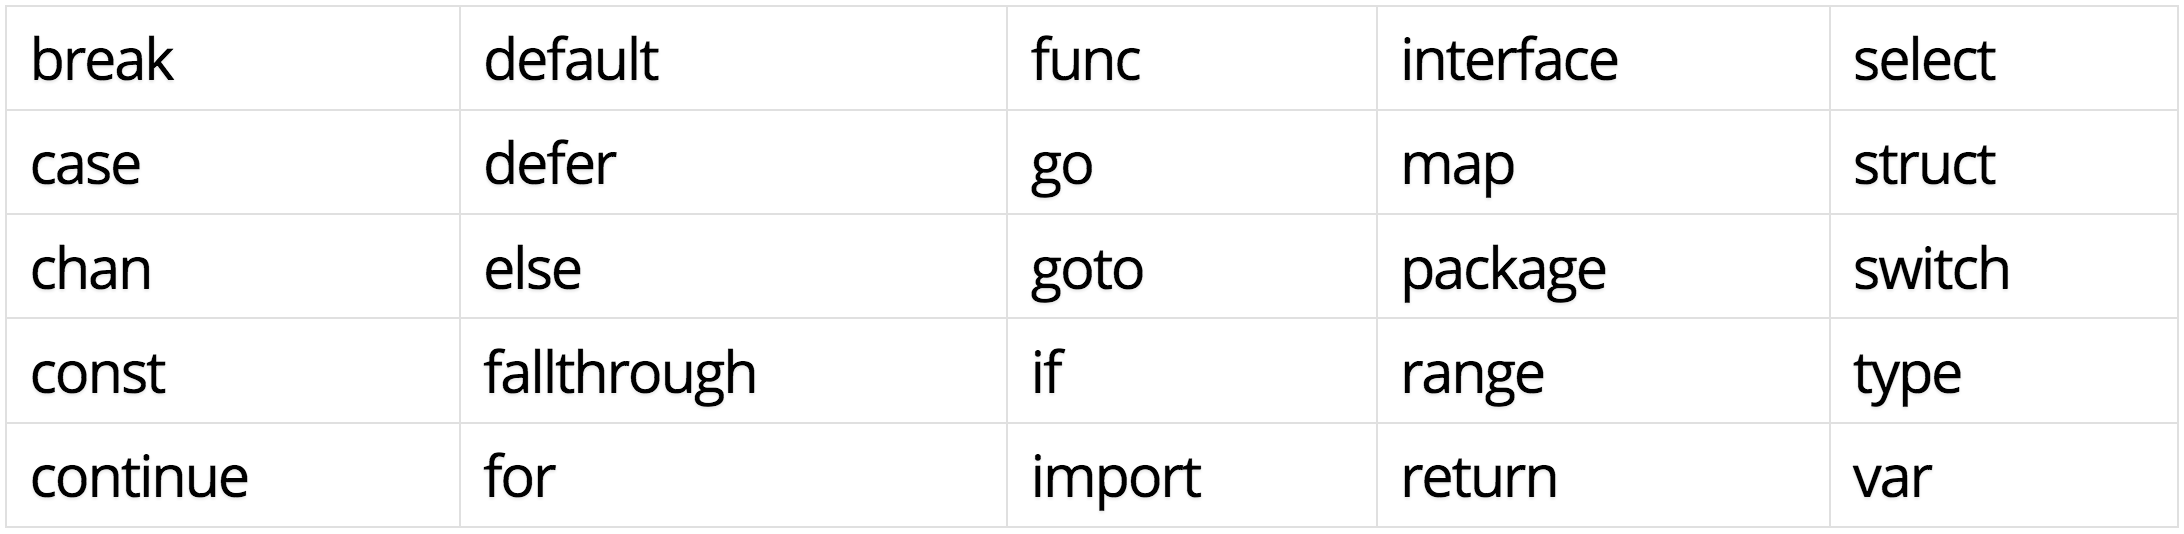 break default func interface select
case defer go map struct
chan else goto package switch
const fallthrough if range type
continue for import return var